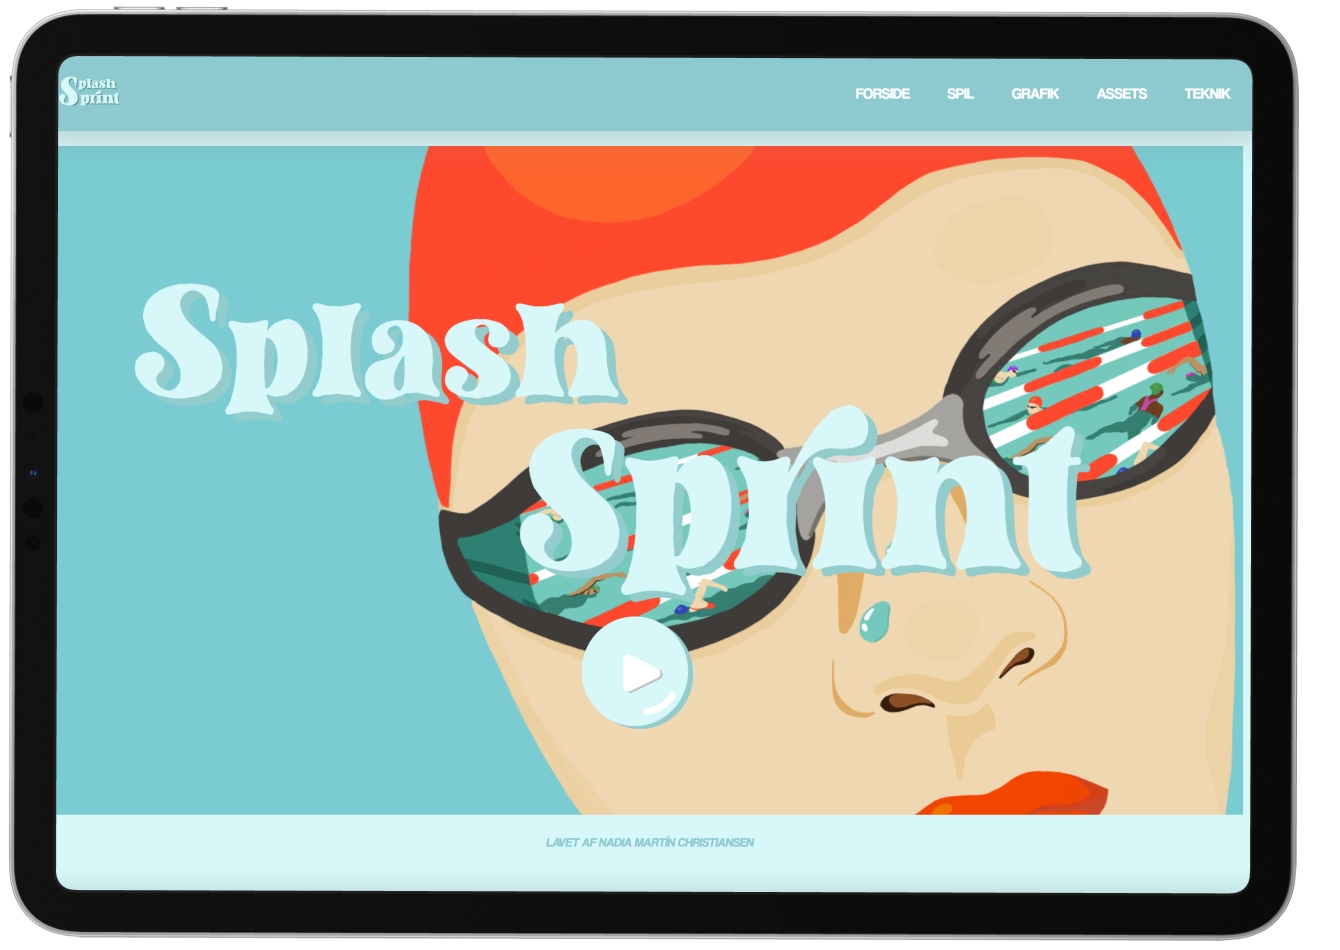 Splash
Sprint
FORSIDE SPIL GRAFIK ASSETS TEKNIK
Splash
Sprint
LAVET AF NADIA MARTÍN CHRISTIANSEN